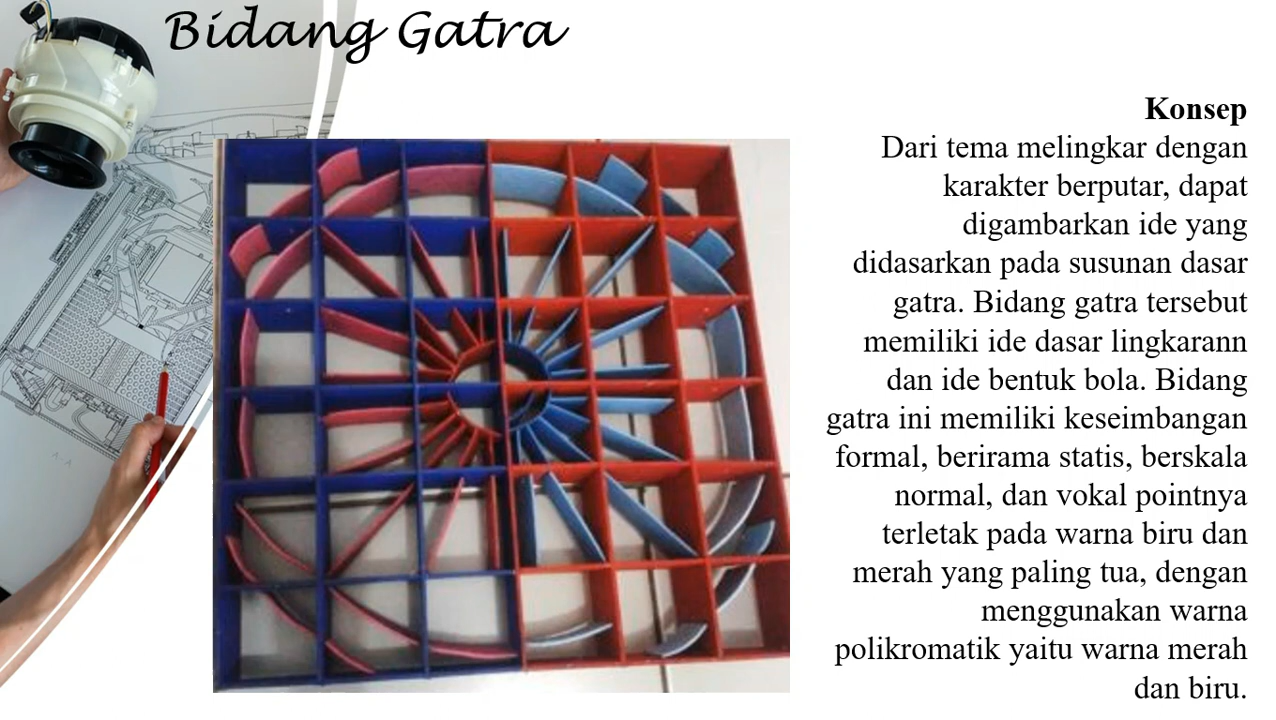 Bidang Gatra
Konsep
Dari tema melingkar dengan
karakter berputar, dapat
digambarkan ide yang
didasarkan pada susunan dasar
gatra. Bidang gatra tersebut
memiliki ide dasar lingkarann
dan ide bentuk bola. Bidang
gatra ini memiliki keseimbangan
formal, berirama statis, berskala
normal, dan vokal pointnya
terletak pada warna biru dan
merah yang paling tua, dengan
menggunakan warna
polikromatik yaitu warna merah
dan biru.